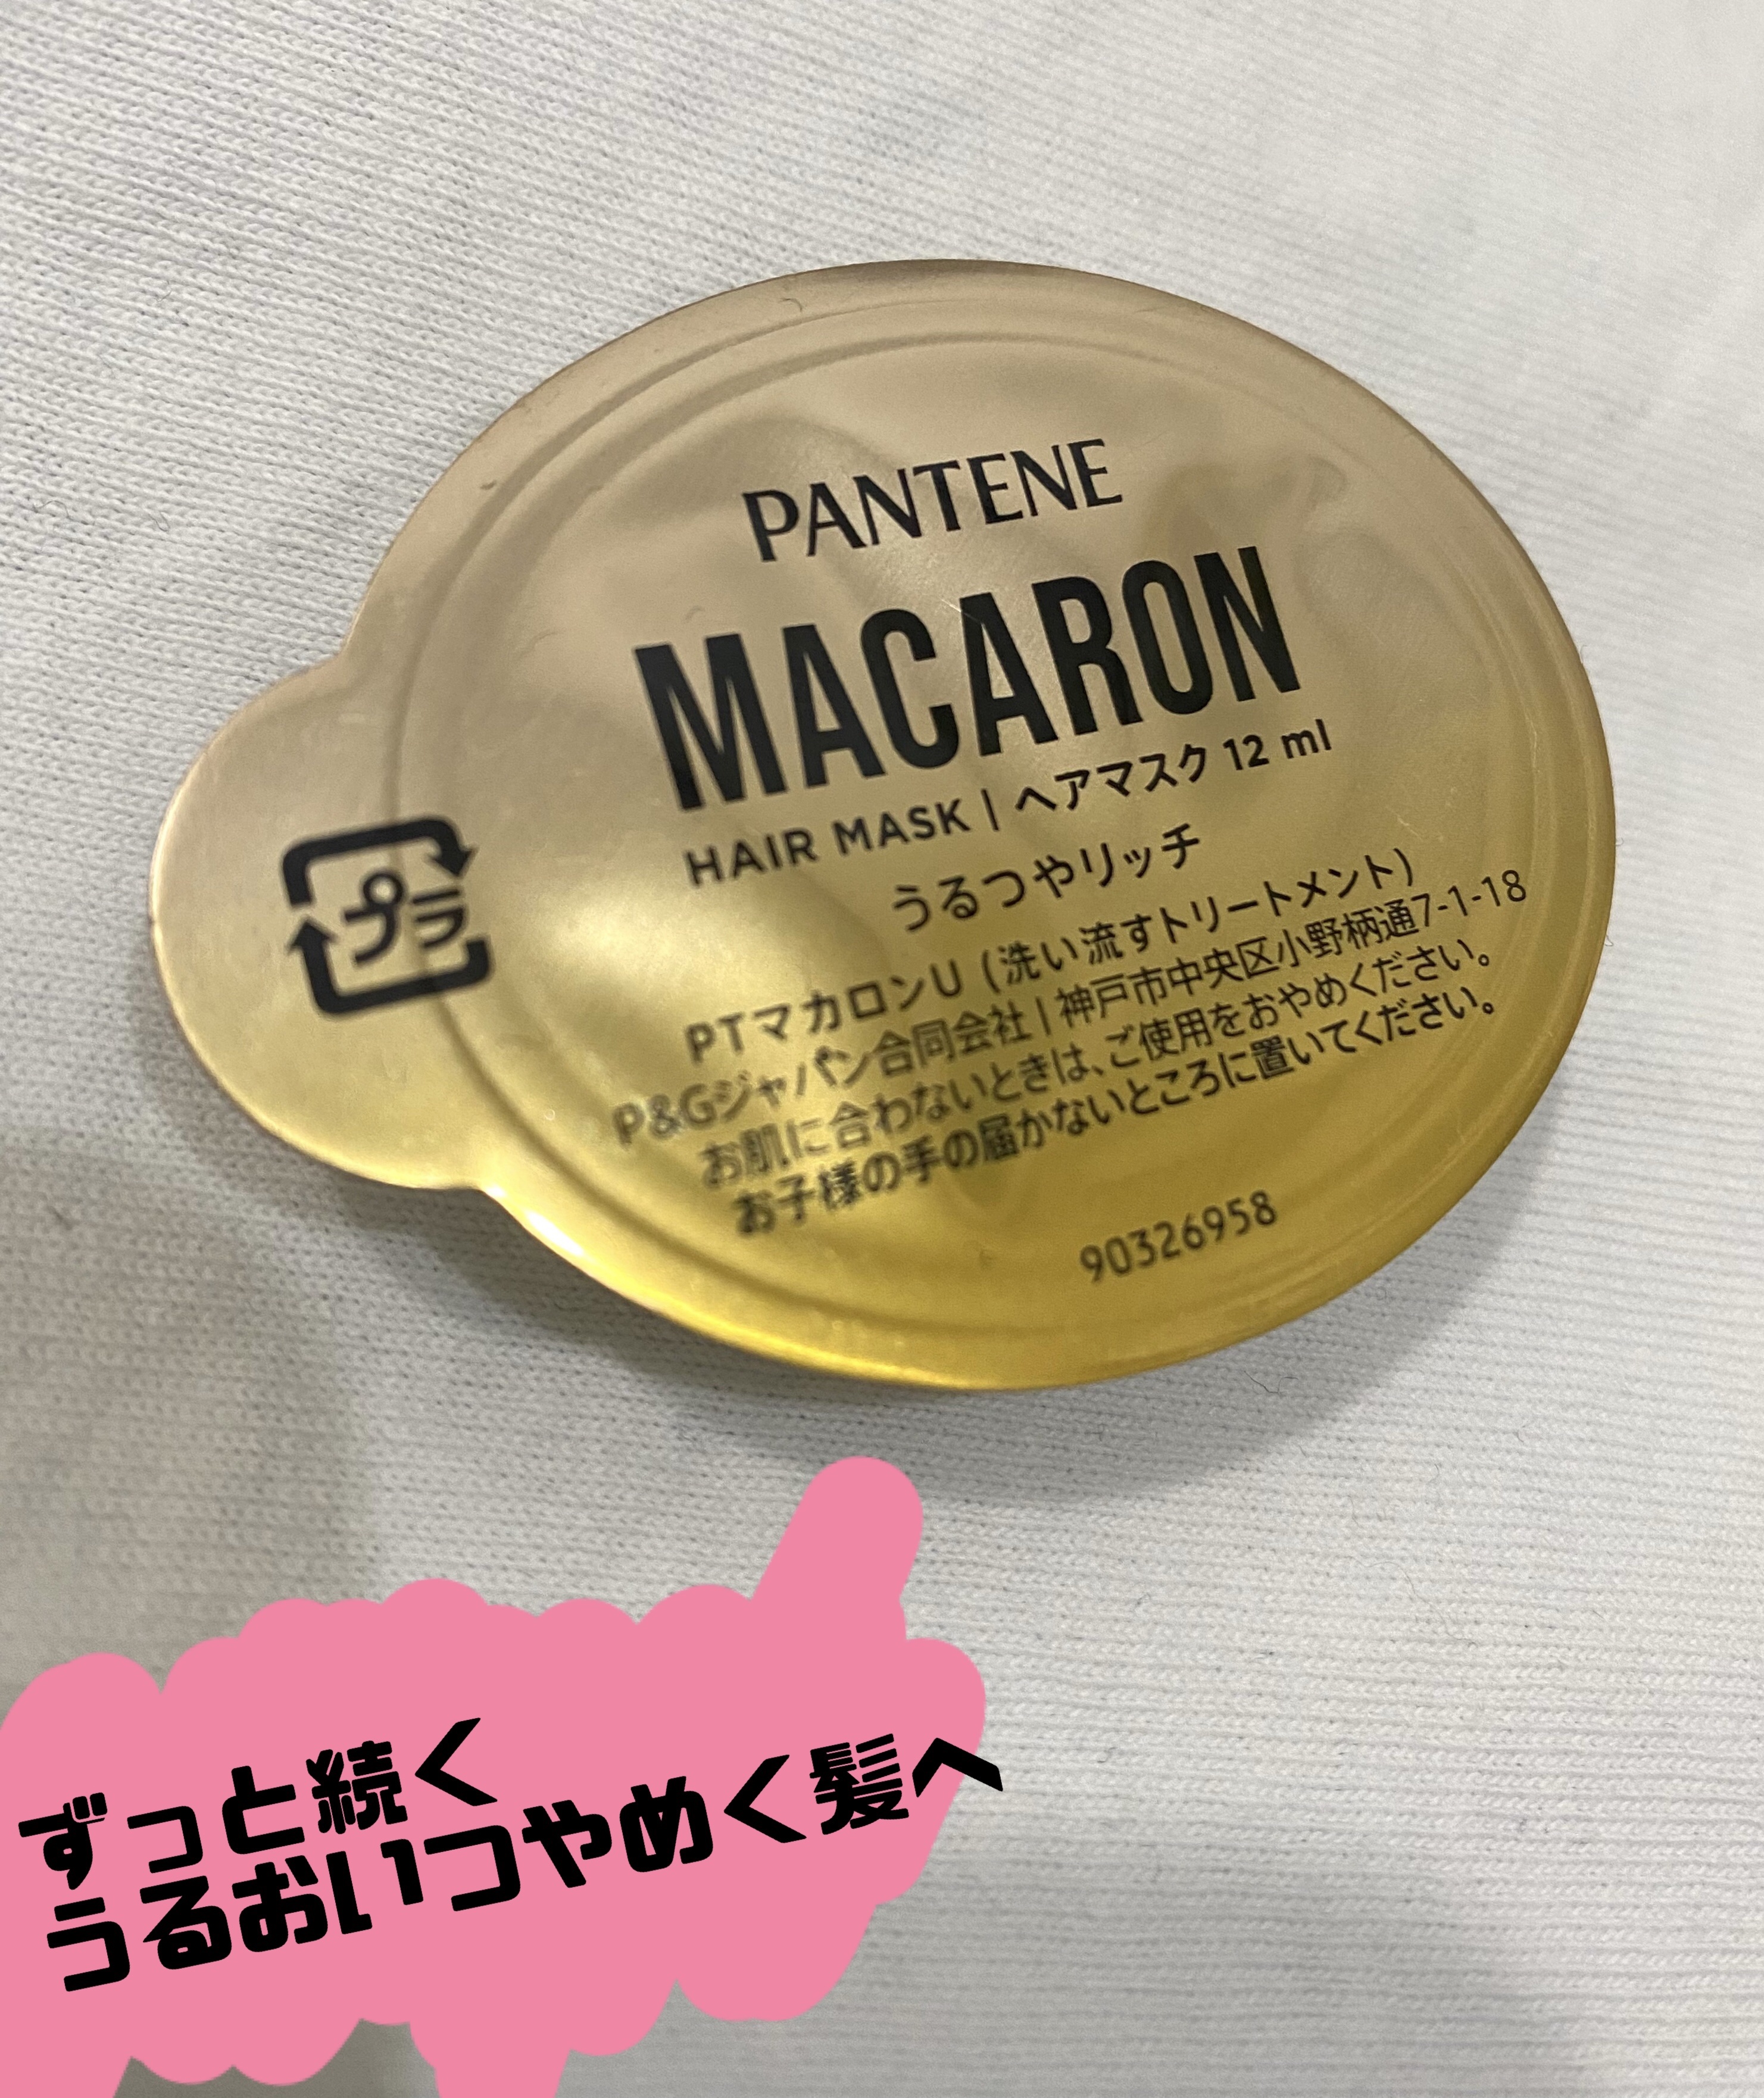 PANTENE
MACARON
HAIR MASK | ヘアマスク 12 ml
うるつやリッチ
PTマカロンU (洗い流すトリートメント)
P&Gジャパン合同会社 | 神戸市中央区小野柄通7-1-18
お肌に合わないときは、ご使用をおやめください。
お子様の手の届かないところに置いてください。
90326958
プラ
ずっと続く
うるおいつやめく髪へ